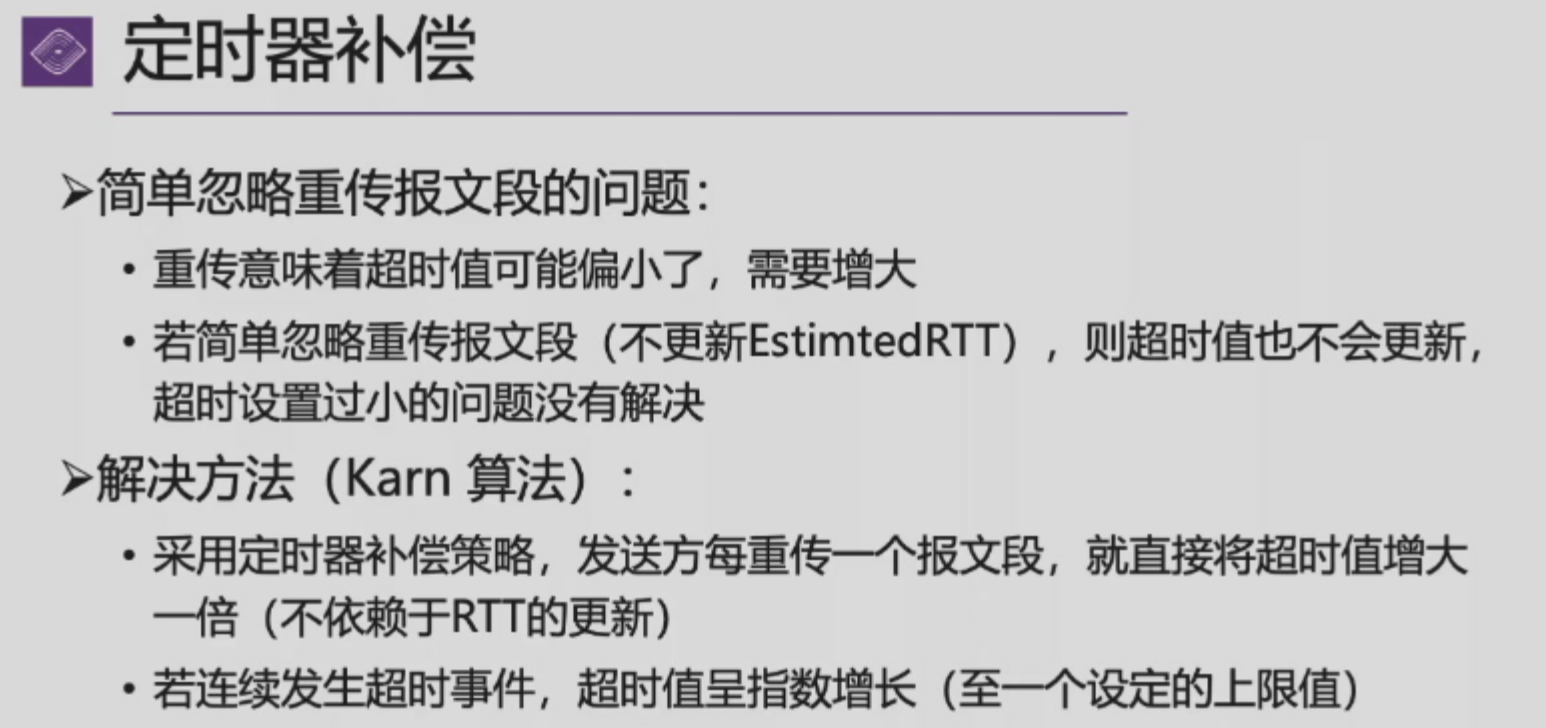 定时器补偿
➢简单忽略重传报文段的问题：
• 重传意味着超时值可能偏小了，需要增大
• 若简单忽略重传报文段（不更新EstimtedRTT），则超时值也不会更新，
超时设置过小的问题没有解决
➢解决方法（Karn 算法）：
• 采用定时器补偿策略，发送方每重传一个报文段，就直接将超时值增大
一倍（不依赖于RTT的更新）
• 若连续发生超时事件，超时值呈指数增长（至一个设定的上限值）